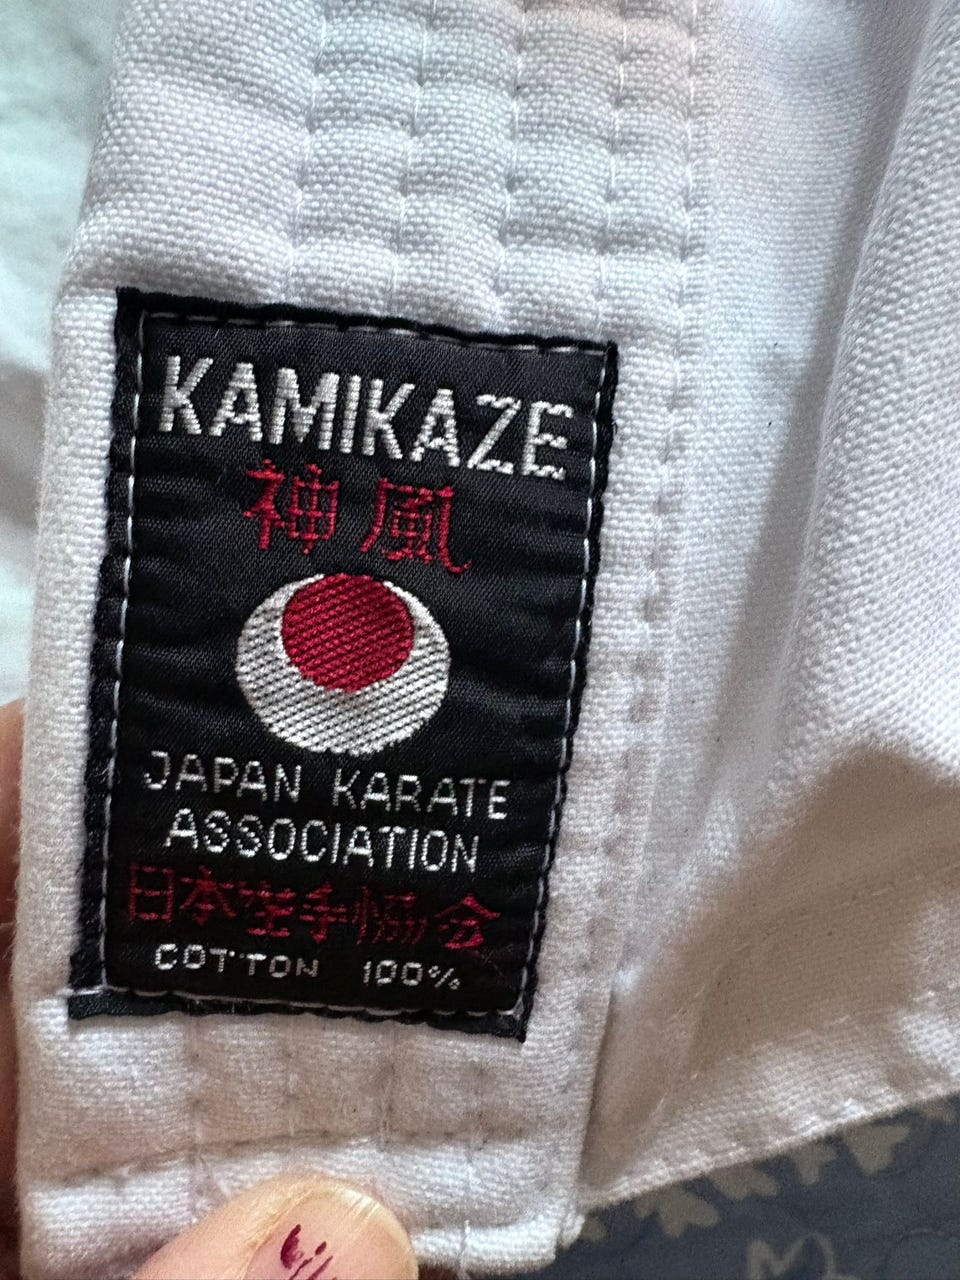 KAMIKAZE
神風
JAPAN KARATE
ASSOCIATION
日本空手協会
COTTON 100%